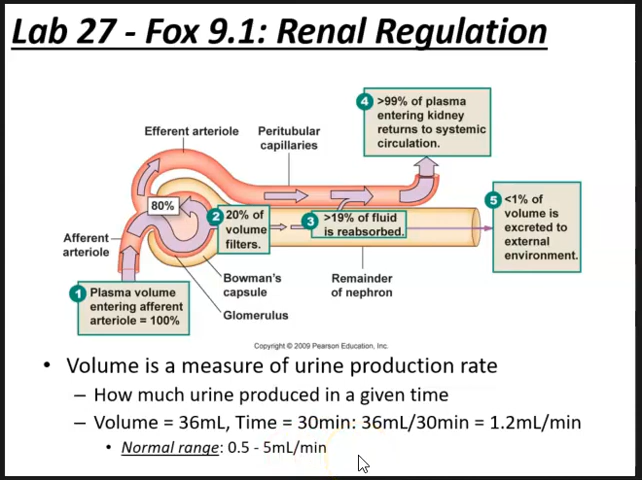 Lab 27 - Fox 9.1: Renal Regulation
4 >99% of plasma
entering kidney
returns to systemic
circulation.
Efferent arteriole
Peritubular
capillaries
80%
2 20% of
volume
filters.
3 >19% of fluid
is reabsorbed.
5 <1% of
volume is
excreted to
external
environment.
Afferent
arteriole
Bowman's
capsule
Glomerulus
Remainder
of nephron
1 Plasma volume
entering afferent
arteriole = 100%
Copyright © 2009 Pearson Education, Inc.
• Volume is a measure of urine production rate
– How much urine produced in a given time
– Volume = 36mL, Time = 30min: 36mL/30min = 1.2mL/min
• Normal range: 0.5 - 5mL/min